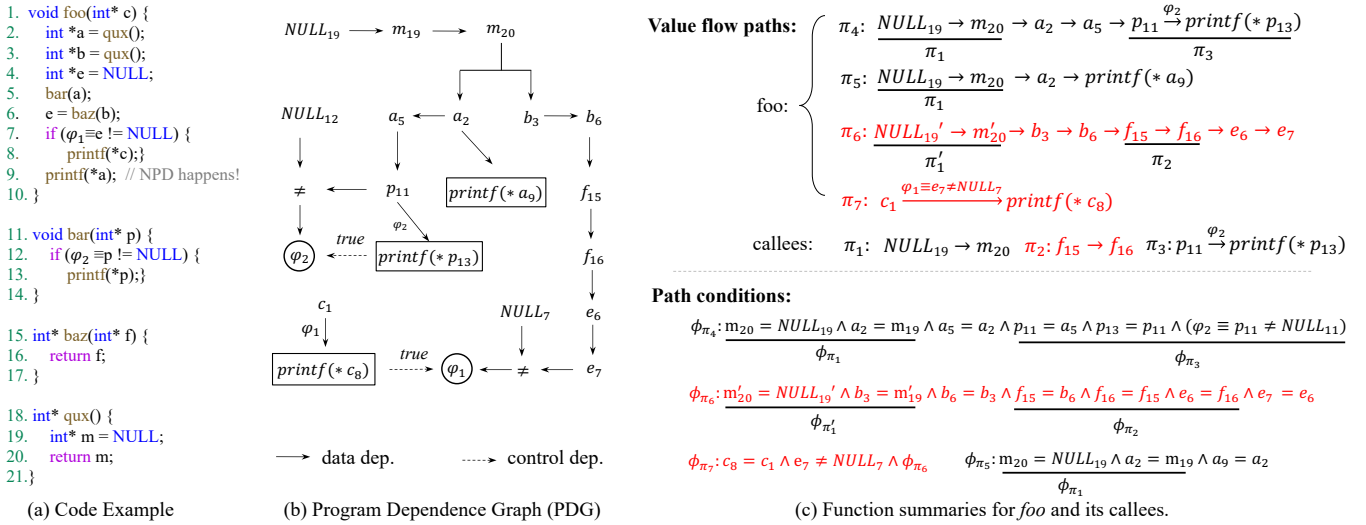 1. void foo(int* c) {
2. int *a = qux();
3. int *b = qux();
4. int *e = NULL;
5. bar(a);
6. e = baz(b);
7. if (φ₁≡e != NULL) {
8. printf(*c);}
9. printf(*a); // NPD happens!
10. }
11. void bar(int* p) {
12. if (φ₂ ≡p != NULL) {
13. printf(*p);}
14. }
15. int* baz(int* f) {
16. return f;
17. }
18. int* qux() {
19. int* m = NULL;
20. return m;
21.}
(a) Code Example
NULL₁₉ m₁₉ m₂₀
NULL₁₂ a₅ a₂ b₃ b₆
≠ p₁₁ printf(* a₉) f₁₅
φ₂
φ₂ true printf(* p₁₃) f₁₆
c₁ NULL₇ e₆
φ₁
printf(* c₈) true φ₁ ≠ e₇
data dep. control dep.
(b) Program Dependence Graph (PDG)
Value flow paths:
foo:
π₄: NULL₁₉ → m₂₀ → a₂ → a₅ → p₁₁ →^φ₂ printf(* p₁₃)
π₁ π₃
π₅: NULL₁₉ → m₂₀ → a₂ → printf(* a₉)
π₁
π₆: NULL₁₉′ → m′₂₀ → b₃ → b₆ → f₁₅ → f₁₆ → e₆ → e₇
π′₁ π₂
π₇: c₁ →^φ₁≡e₇≠NULL₇ printf(* c₈)
callees: π₁: NULL₁₉ → m₂₀ π₂: f₁₅ → f₁₆ π₃: p₁₁ →^φ₂ printf(* p₁₃)
Path conditions:
ϕπ₄: m₂₀ = NULL₁₉ ∧ a₂ = m₁₉ ∧ a₅ = a₂ ∧ p₁₁ = a₅ ∧ p₁₃ = p₁₁ ∧ (φ₂ ≡ p₁₁ ≠ NULL₁₁)
ϕπ₁ ϕπ₃
ϕπ₆: m′₂₀ = NULL₁₉′ ∧ b₃ = m′₁₉ ∧ b₆ = b₃ ∧ f₁₅ = b₆ ∧ f₁₆ = f₁₅ ∧ e₆ = f₁₆ ∧ e₇ = e₆
ϕπ′₁ ϕπ₂
ϕπ₇: c₈ = c₁ ∧ e₇ ≠ NULL₇ ∧ ϕπ₆ ϕπ₅: m₂₀ = NULL₁₉ ∧ a₂ = m₁₉ ∧ a₉ = a₂
ϕπ₁
(c) Function summaries for foo and its callees.